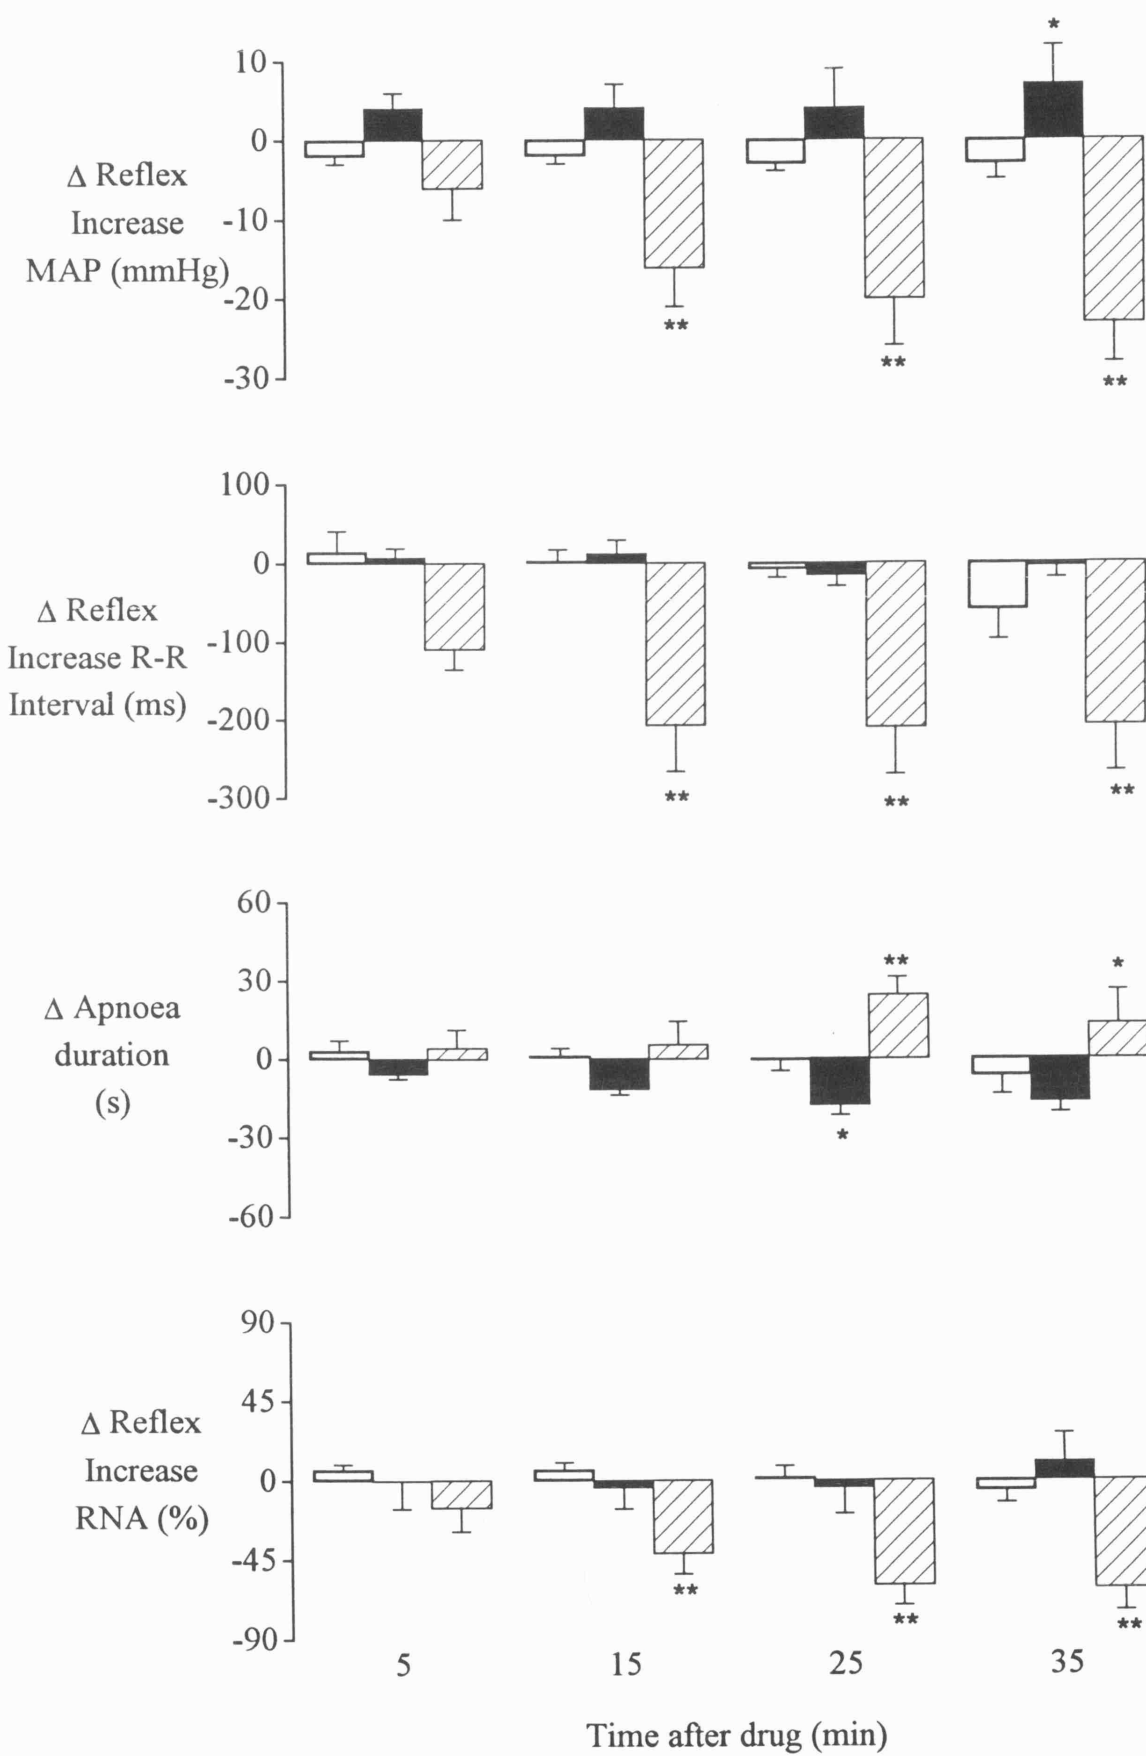 *
10
0
-10
-20
-30
Δ Reflex
Increase
MAP (mmHg)
**
**
**
100
0
-100
-200
-300
Δ Reflex
Increase R-R
Interval (ms)
**
**
**
60
30
0
-30
-60
Δ Apnoea
duration
(s)
**
*
*
90
45
0
-45
-90
Δ Reflex
Increase
RNA (%)
**
**
**
5 15 25 35
Time after drug (min)